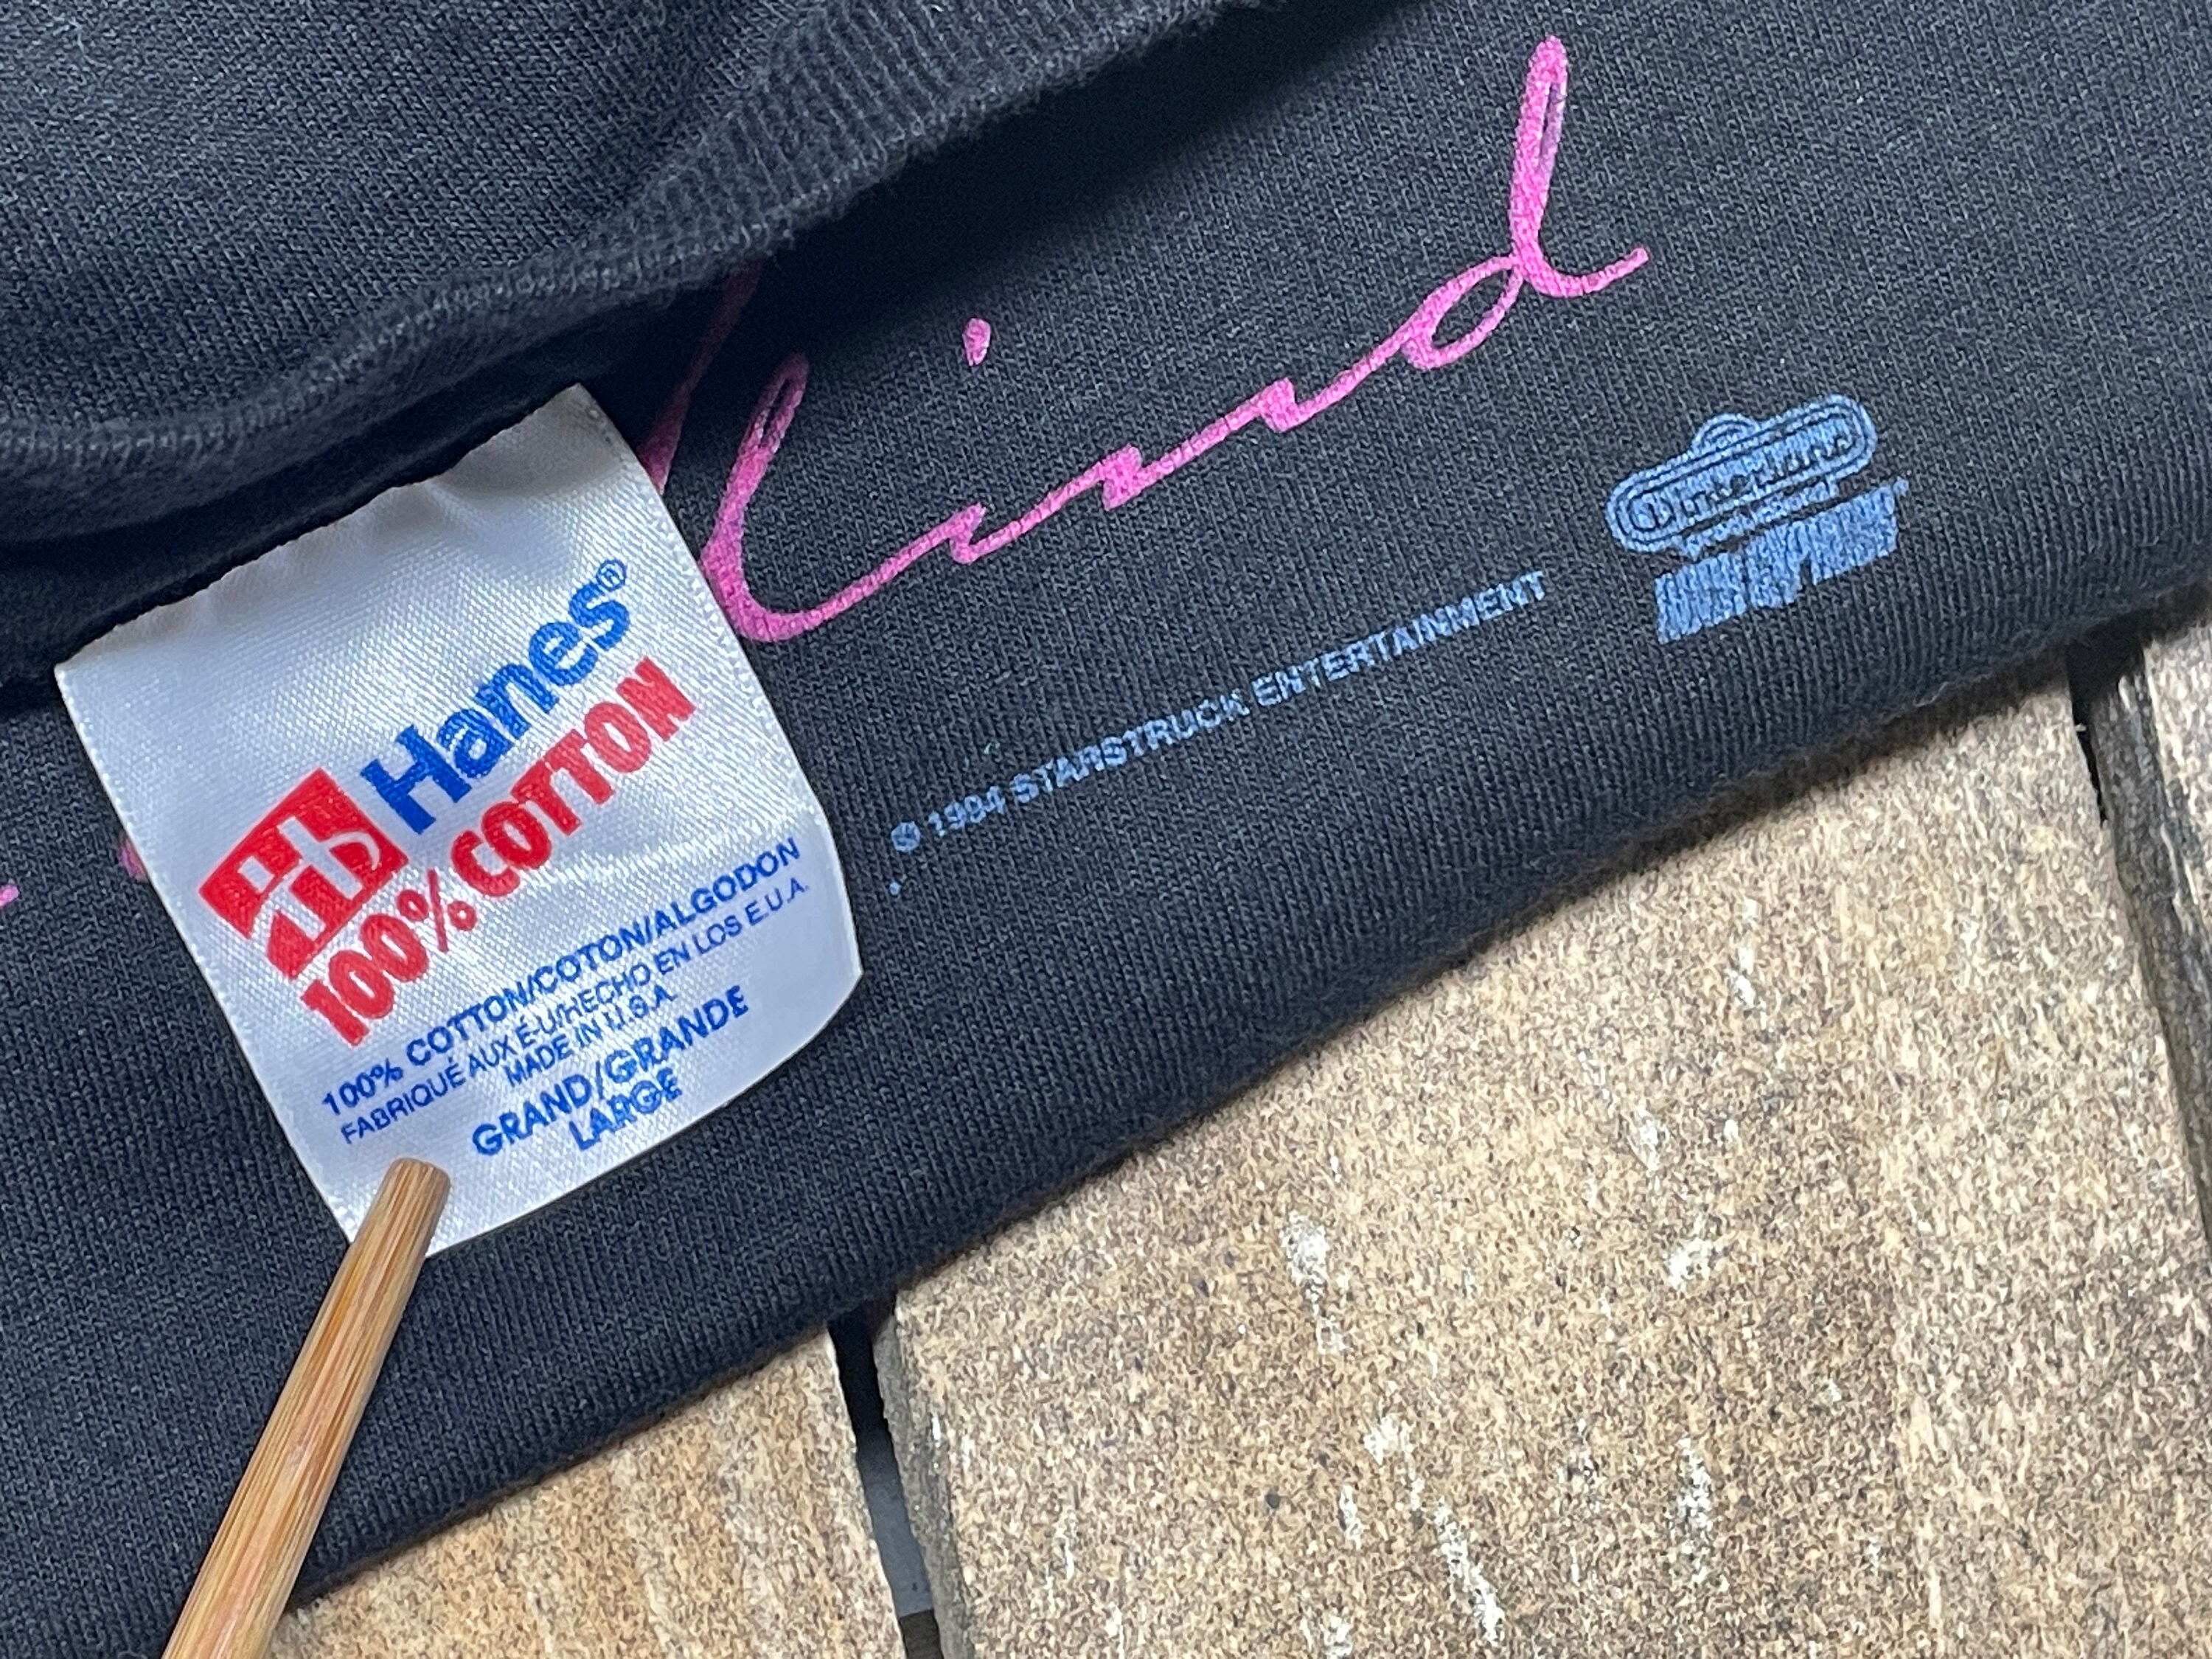 Kind
Winterland
© 1994 STARSTRUCK ENTERTAINMENT
Hanes®
100% COTTON
100% COTTON/COTON/ALGODON
FABRIQUÉ AUX É-U/HECHO EN LOS E.U.A.
MADE IN U.S.A.
GRAND/GRANDE
LARGE